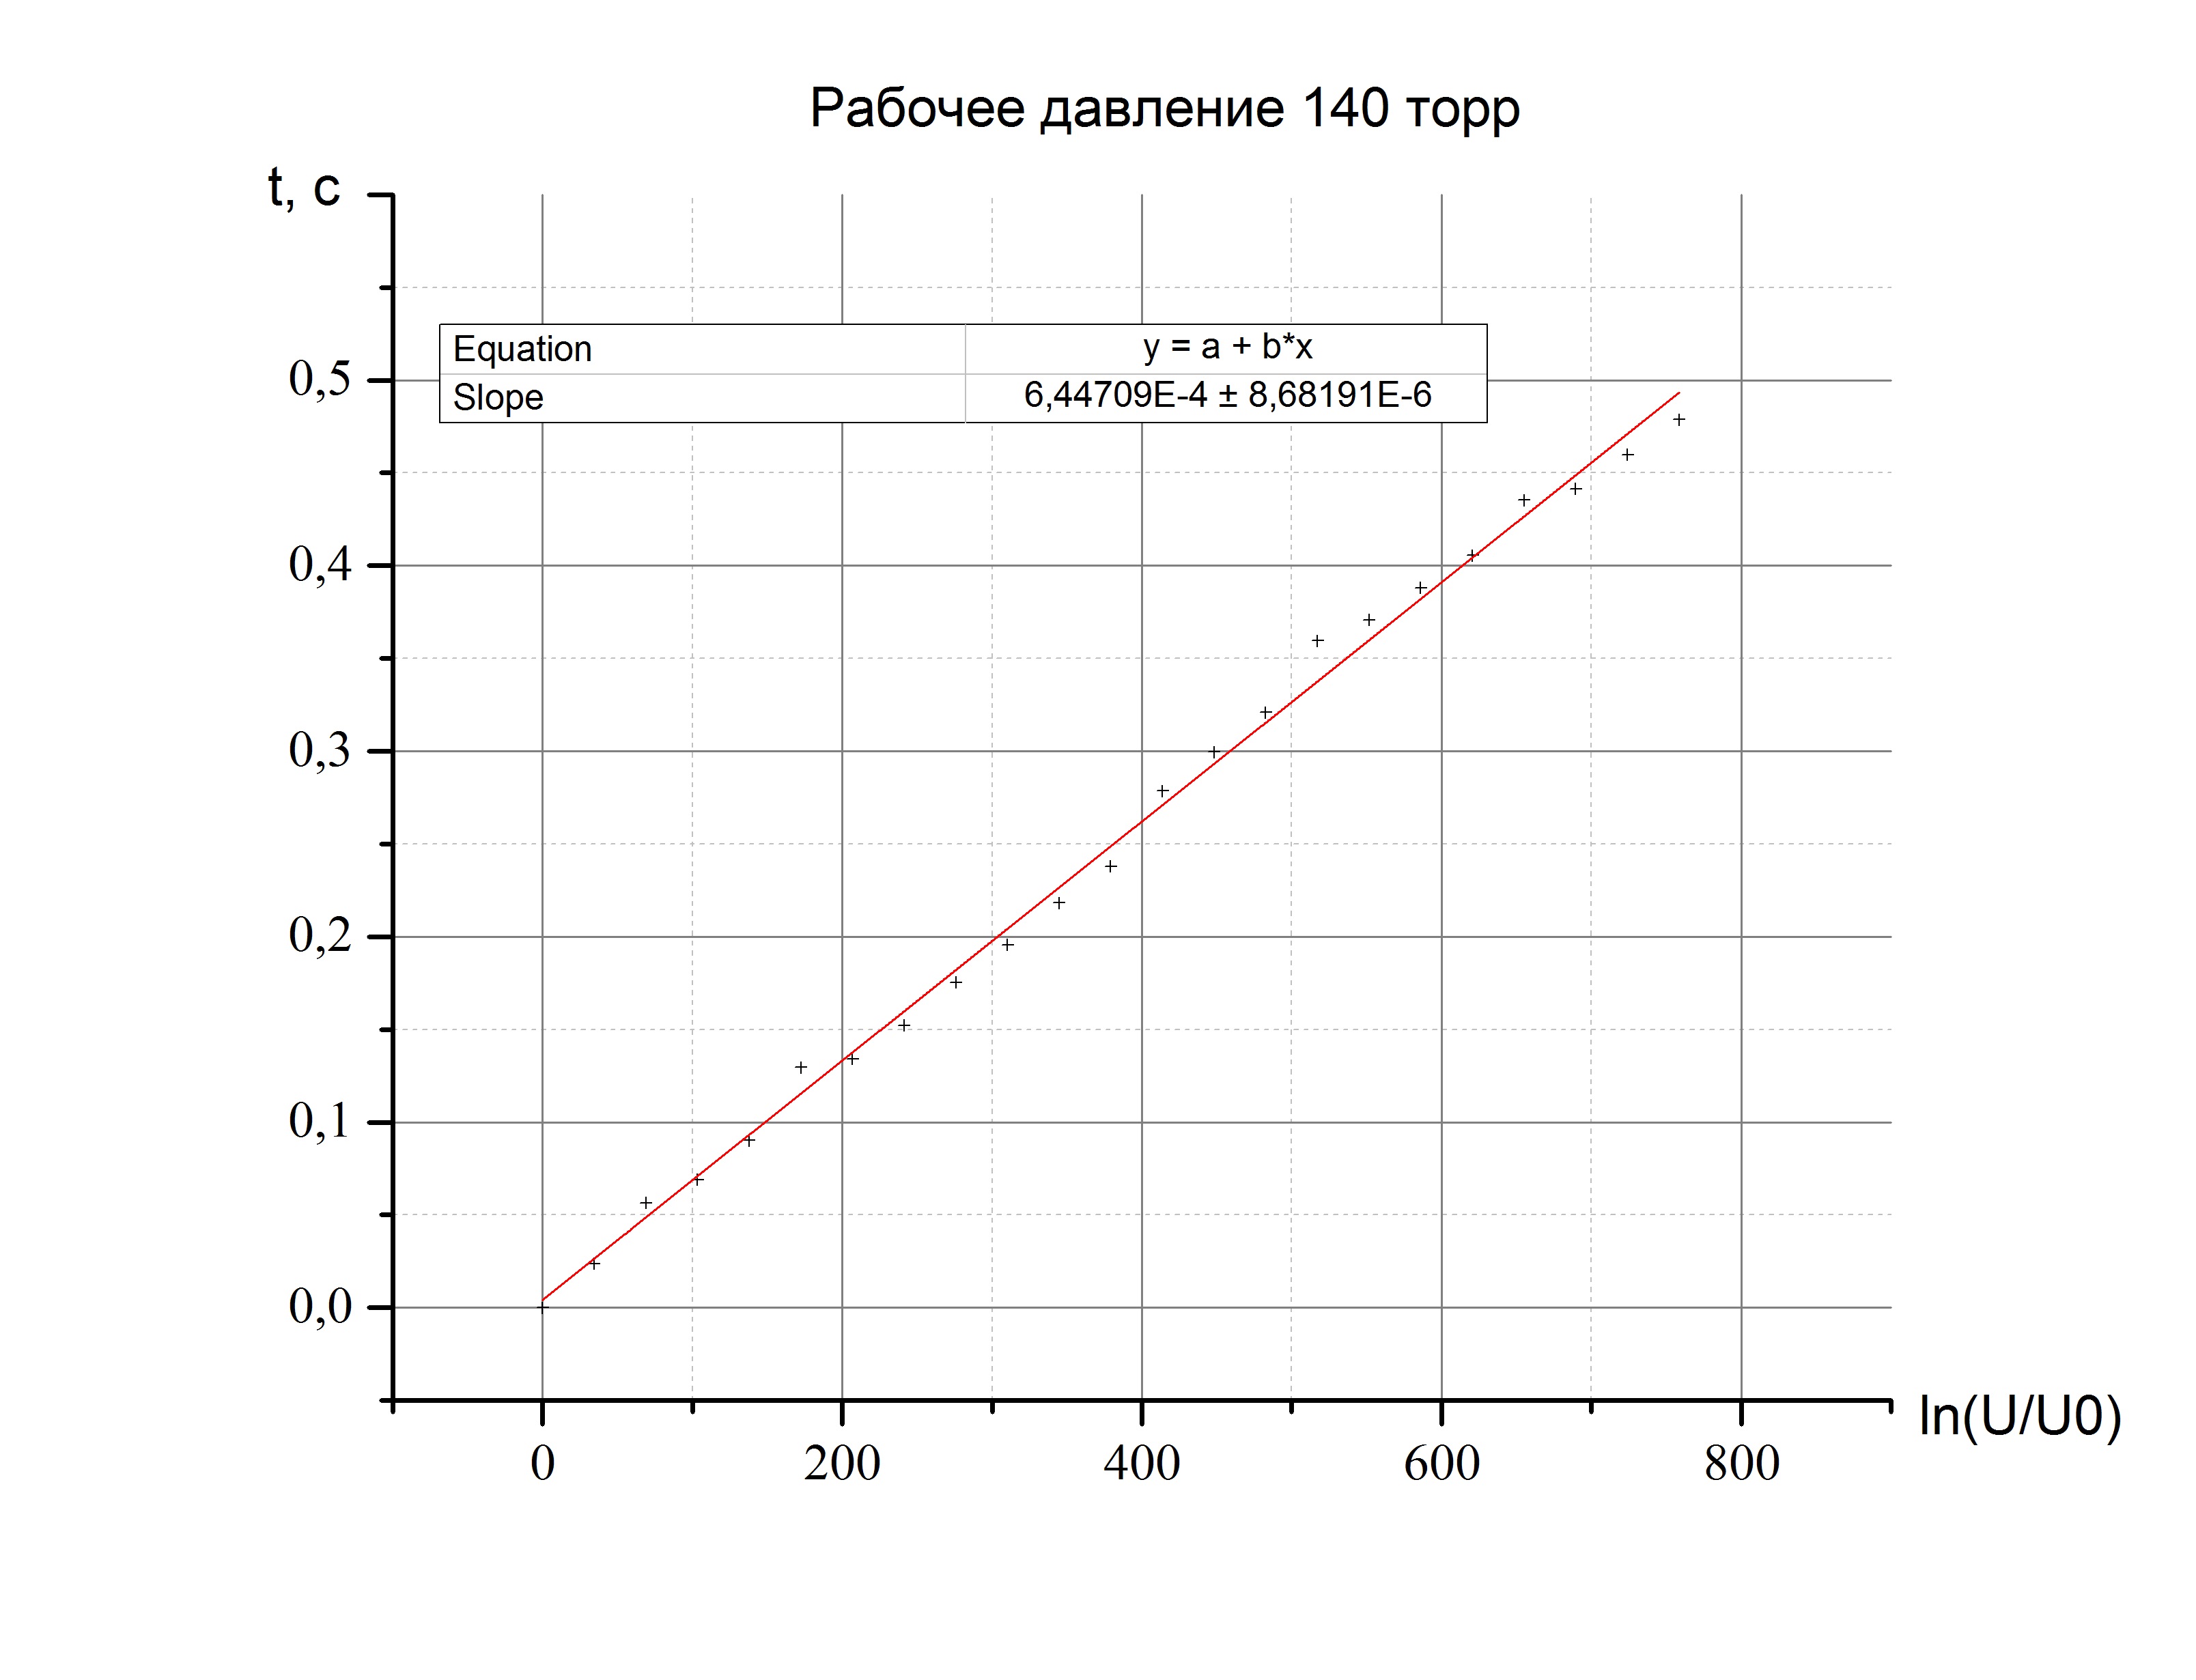 Рабочее давление 140 торр
t, с
Equation y = a + b*x
Slope 6,44709E-4 ± 8,68191E-6
0,5
0,4
0,3
0,2
0,1
0,0
0 200 400 600 800
ln(U/U0)